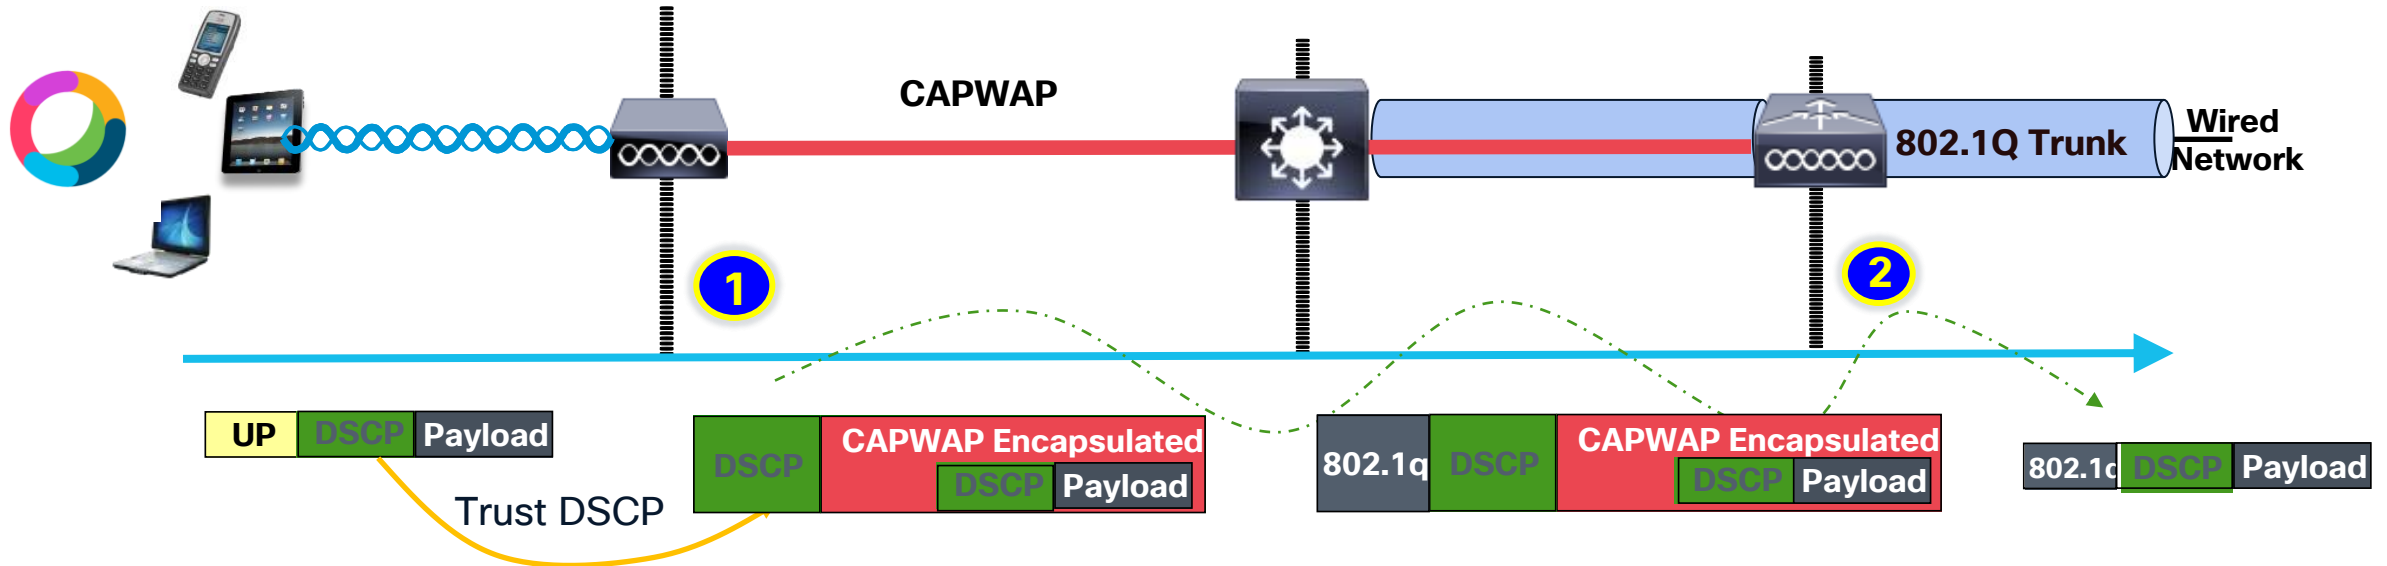 CAPWAP
802.1Q Trunk
Wired
Network
1
2
UP DSCP Payload
Trust DSCP
DSCP
CAPWAP Encapsulated
DSCP Payload
802.1q
DSCP
CAPWAP Encapsulated
DSCP Payload
802.1q DSCP Payload